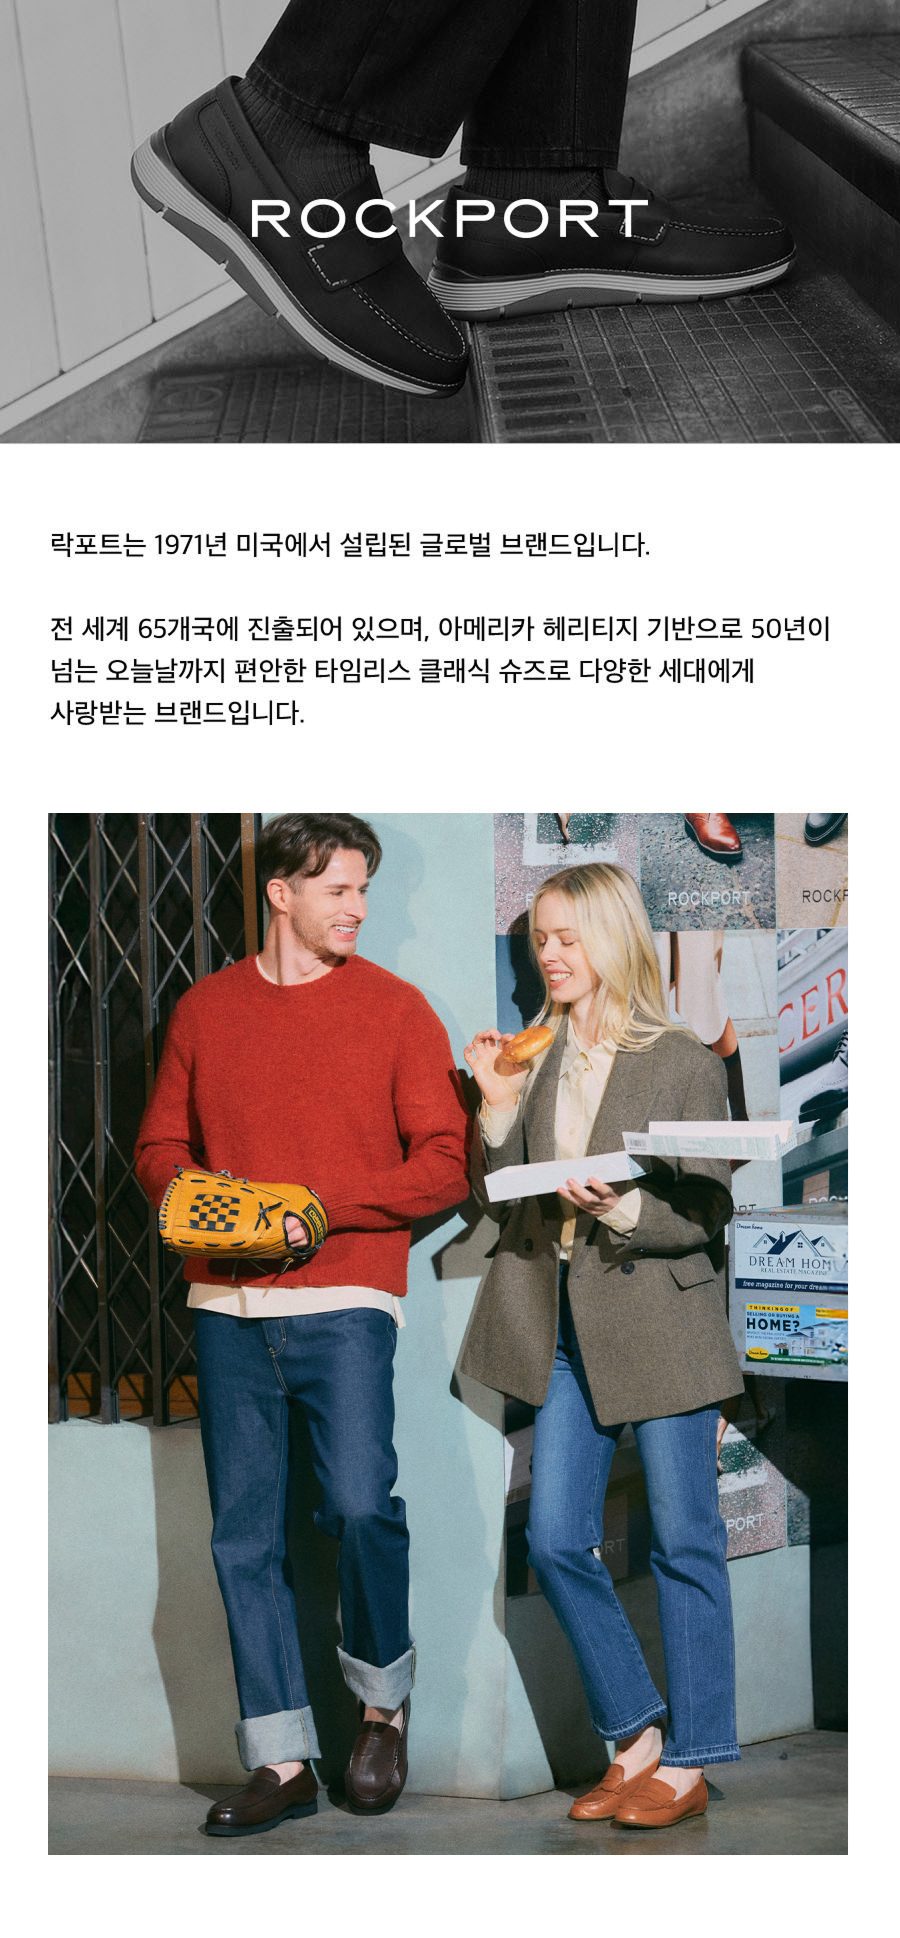 ROCKPORT
락포트는 1971년 미국에서 설립된 글로벌 브랜드입니다.
전 세계 65개국에 진출되어 있으며, 아메리카 헤리티지 기반으로 50년이
넘는 오늘날까지 편안한 타임리스 클래식 슈즈로 다양한 세대에게
사랑받는 브랜드입니다.
ROCKPORT
ROCKP
CER
Dream home
DREAM HOM
REAL ESTATE MAGAZINE
free magazine for your dream
THINKING OF
SELLING OR BUYING A
HOME?
Dream home
PORT